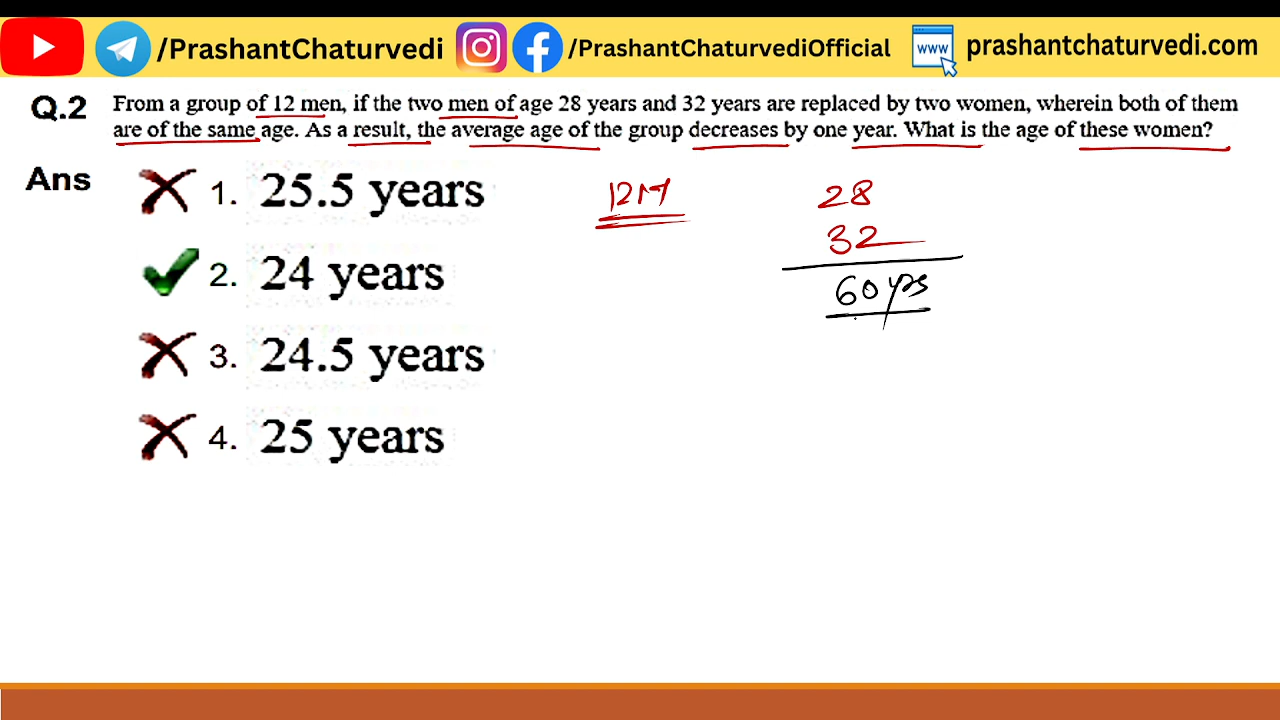 /PrashantChaturvedi /PrashantChaturvediOfficial www prashantchaturvedi.com
Q.2 From a group of 12 men, if the two men of age 28 years and 32 years are replaced by two women, wherein both of them
are of the same age. As a result, the average age of the group decreases by one year. What is the age of these women?
Ans
1. 25.5 years
2. 24 years
3. 24.5 years
4. 25 years
12M
28
32
60yrs